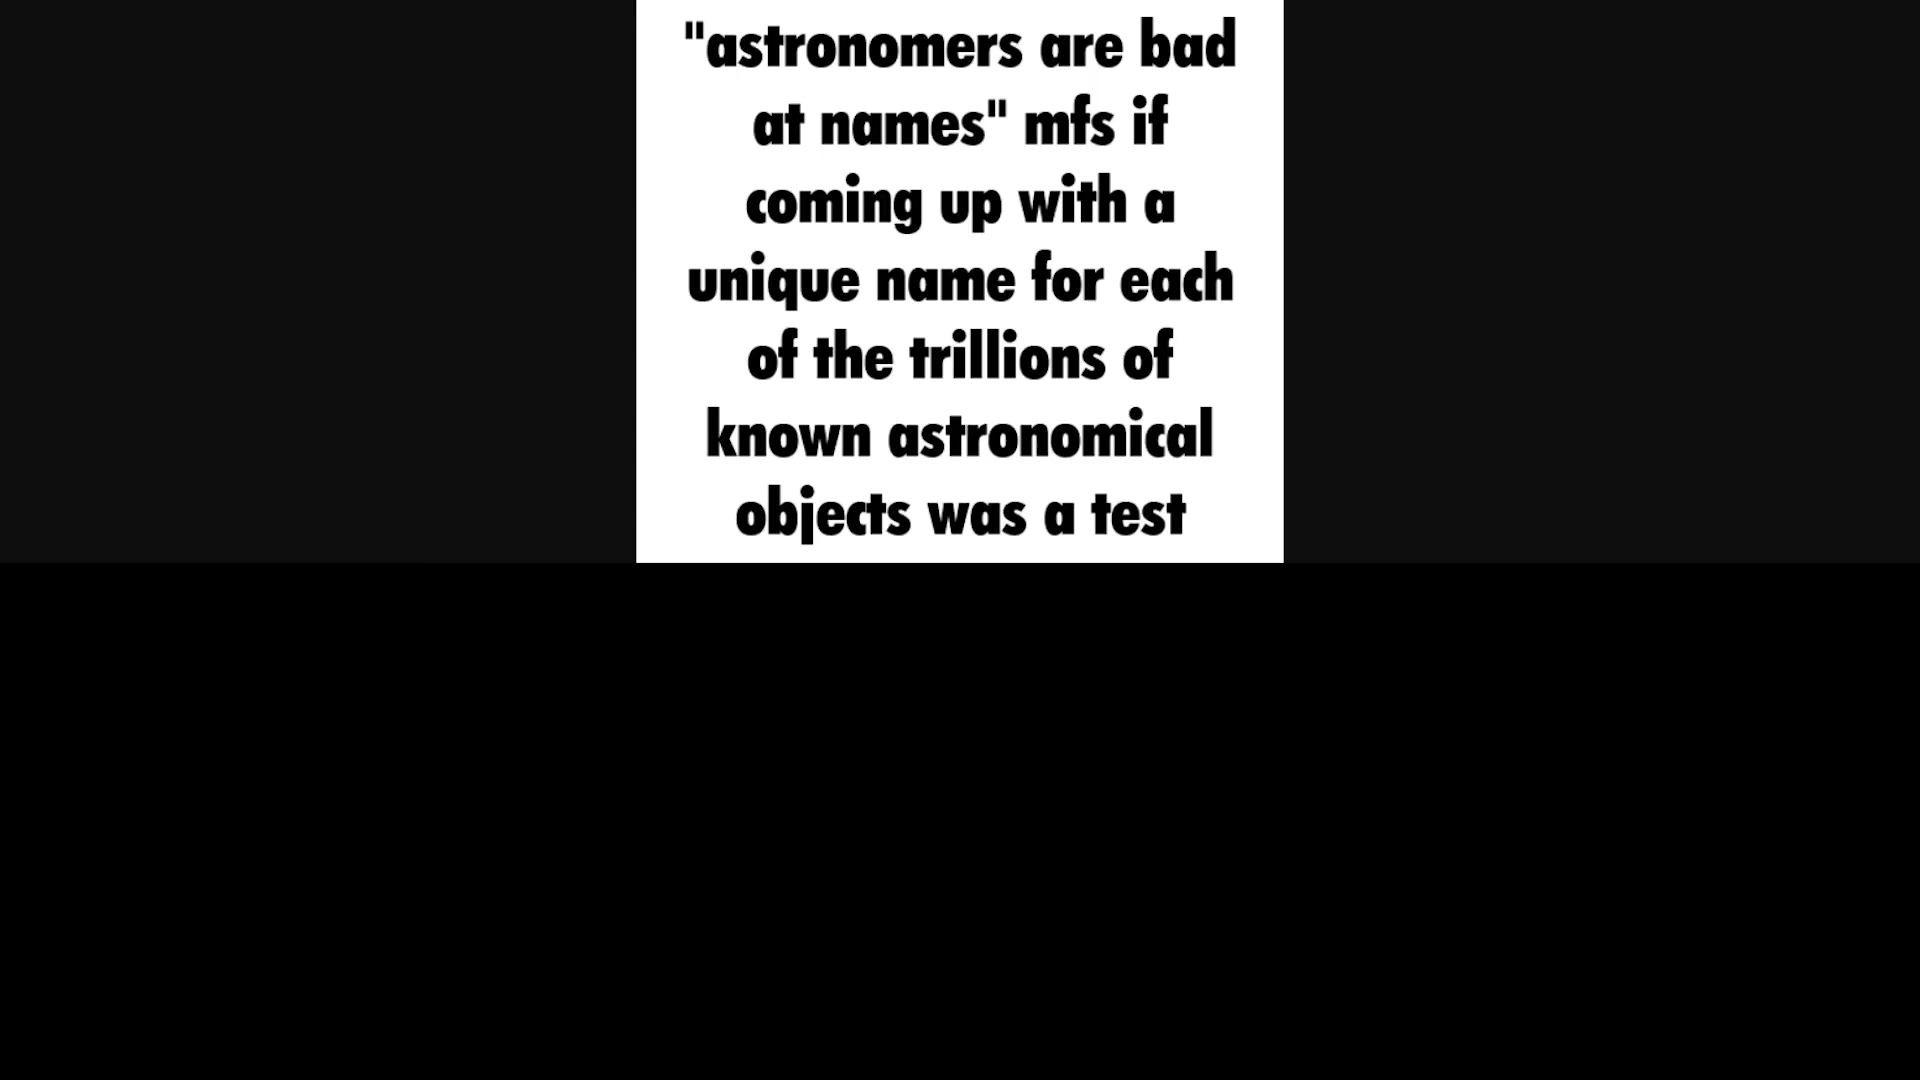 "astronomers are bad
at names" mfs if
coming up with a
unique name for each
of the trillions of
known astronomical
objects was a test